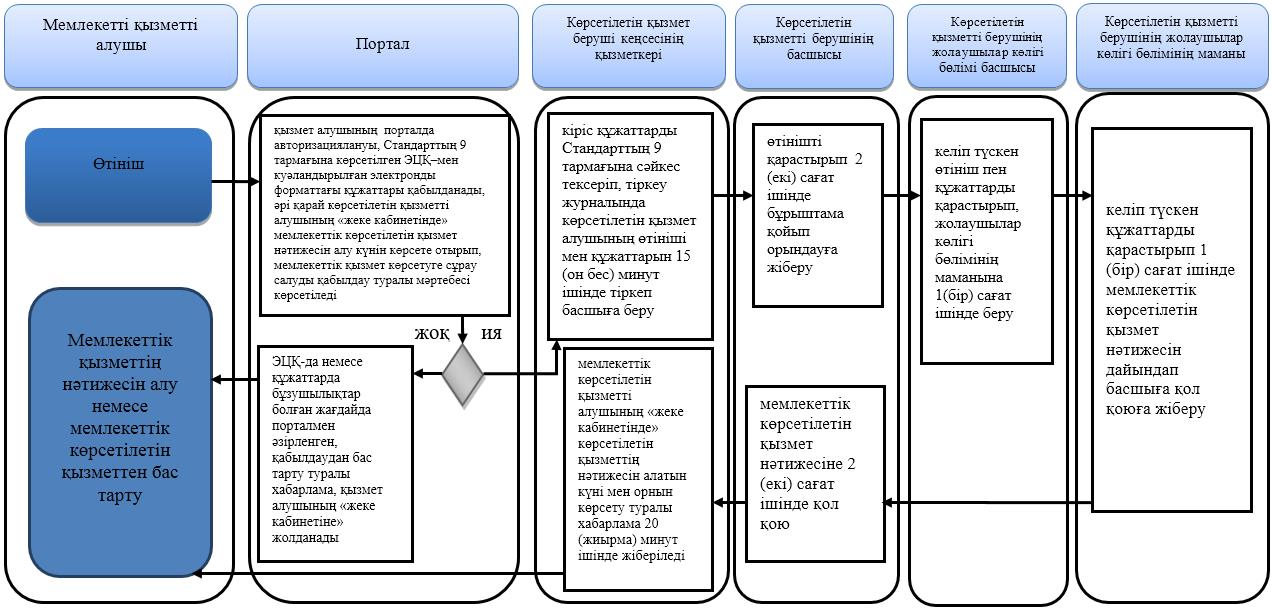 Мемлекетті қызметті
алушы
Портал
Көрсетілетін қызмет
беруші кеңсесінің
қызметкері
Көрсетілетін
қызметті берушінің
басшысы
Көрсетілетін
қызметті берушінің
жолаушылар көлігі
бөлімі басшысы
Көрсетілетін қызметті
берушінің жолаушылар
көлігі бөлімінің маманы
Өтініш
қызмет алушының порталда
авторизациялануы, Стандарттың 9
тармағына көрсетілген ЭЦҚ–мен
куәландырылған электронды
форматтағы құжаттары қабылданады,
әрі қарай көрсетілетін қызметті
алушының «жеке кабинетінде»
мемлекеттік көрсетілетін қызмет
нәтижесін алу күнін көрсете отырып,
мемлекеттік қызмет көрсетуге сұрау
салуды қабылдау туралы мәртебесі
көрсетіледі
кіріс құжаттарды
Стандарттың 9
тармағына сәйкес
тексеріп, тіркеу
журналында
көрсетілетін қызмет
алушының өтініші
мен құжаттарын 15
(он бес) минут
ішінде тіркеп
басшыға беру
өтінішті
қарастырып 2
(екі) сағат
ішінде
бұрыштама
қойып
орындауға
жіберу
келіп түскен
өтініш пен
құжаттарды
қарастырып,
жолаушылар
көлігі
бөлімінің
маманына
1(бір) сағат
ішінде беру
келіп түскен
құжаттарды
қарастырып 1
(бір) сағат ішінде
мемлекеттік
көрсетілетін
қызмет
нәтижесін
дайындап
басшыға қол
қоюға жіберу
жоқ ия
Мемлекеттік
қызметтің
нәтижесін алу
немесе
мемлекеттік
көрсетілетін
қызметтен бас
тарту
ЭЦҚ-да немесе
құжаттарда
бұзушылықтар
болған жағдайда
порталмен
әзірленген,
қабылдаудан бас
тарту туралы
хабарлама, қызмет
алушының «жеке
кабинетіне»
жолданады
мемлекеттік
көрсетілетін
қызметті
алушының «жеке
кабинетінде»
көрсетілетін
қызметтің
нәтижесін алатын
күні мен орнын
көрсету туралы
хабарлама 20
(жиырма) минут
ішінде жіберіледі
мемлекеттік
көрсетілетін
қызмет
нәтижесіне 2
(екі) сағат
ішінде қол
қою